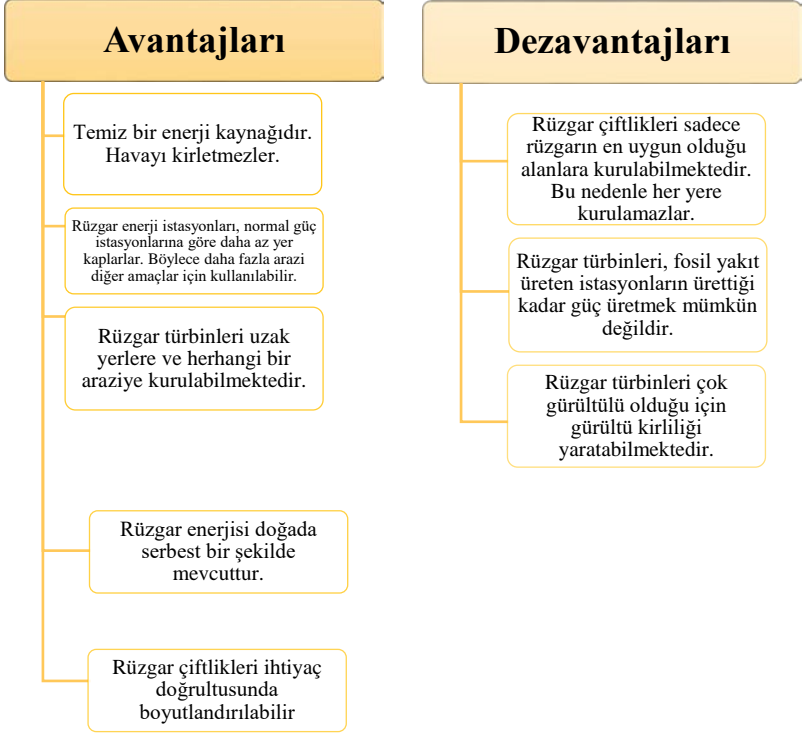 Avantajları
Temiz bir enerji kaynağıdır.
Havayı kirletmezler.
Rüzgar enerji istasyonları, normal güç
istasyonlarına göre daha az yer
kaplarlar. Böylece daha fazla arazi
diğer amaçlar için kullanılabilir.
Rüzgar türbinleri uzak
yerlere ve herhangi bir
araziye kurulabilmektedir.
Rüzgar enerjisi doğada
serbest bir şekilde
mevcuttur.
Rüzgar çiftlikleri ihtiyaç
doğrultusunda
boyutlandırılabilir
Dezavantajları
Rüzgar çiftlikleri sadece
rüzgarın en uygun olduğu
alanlara kurulabilmektedir.
Bu nedenle her yere
kurulamazlar.
Rüzgar türbinleri, fosil yakıt
üreten istasyonların ürettiği
kadar güç üretmek mümkün
değildir.
Rüzgar türbinleri çok
gürültülü olduğu için
gürültü kirliliği
yaratabilmektedir.